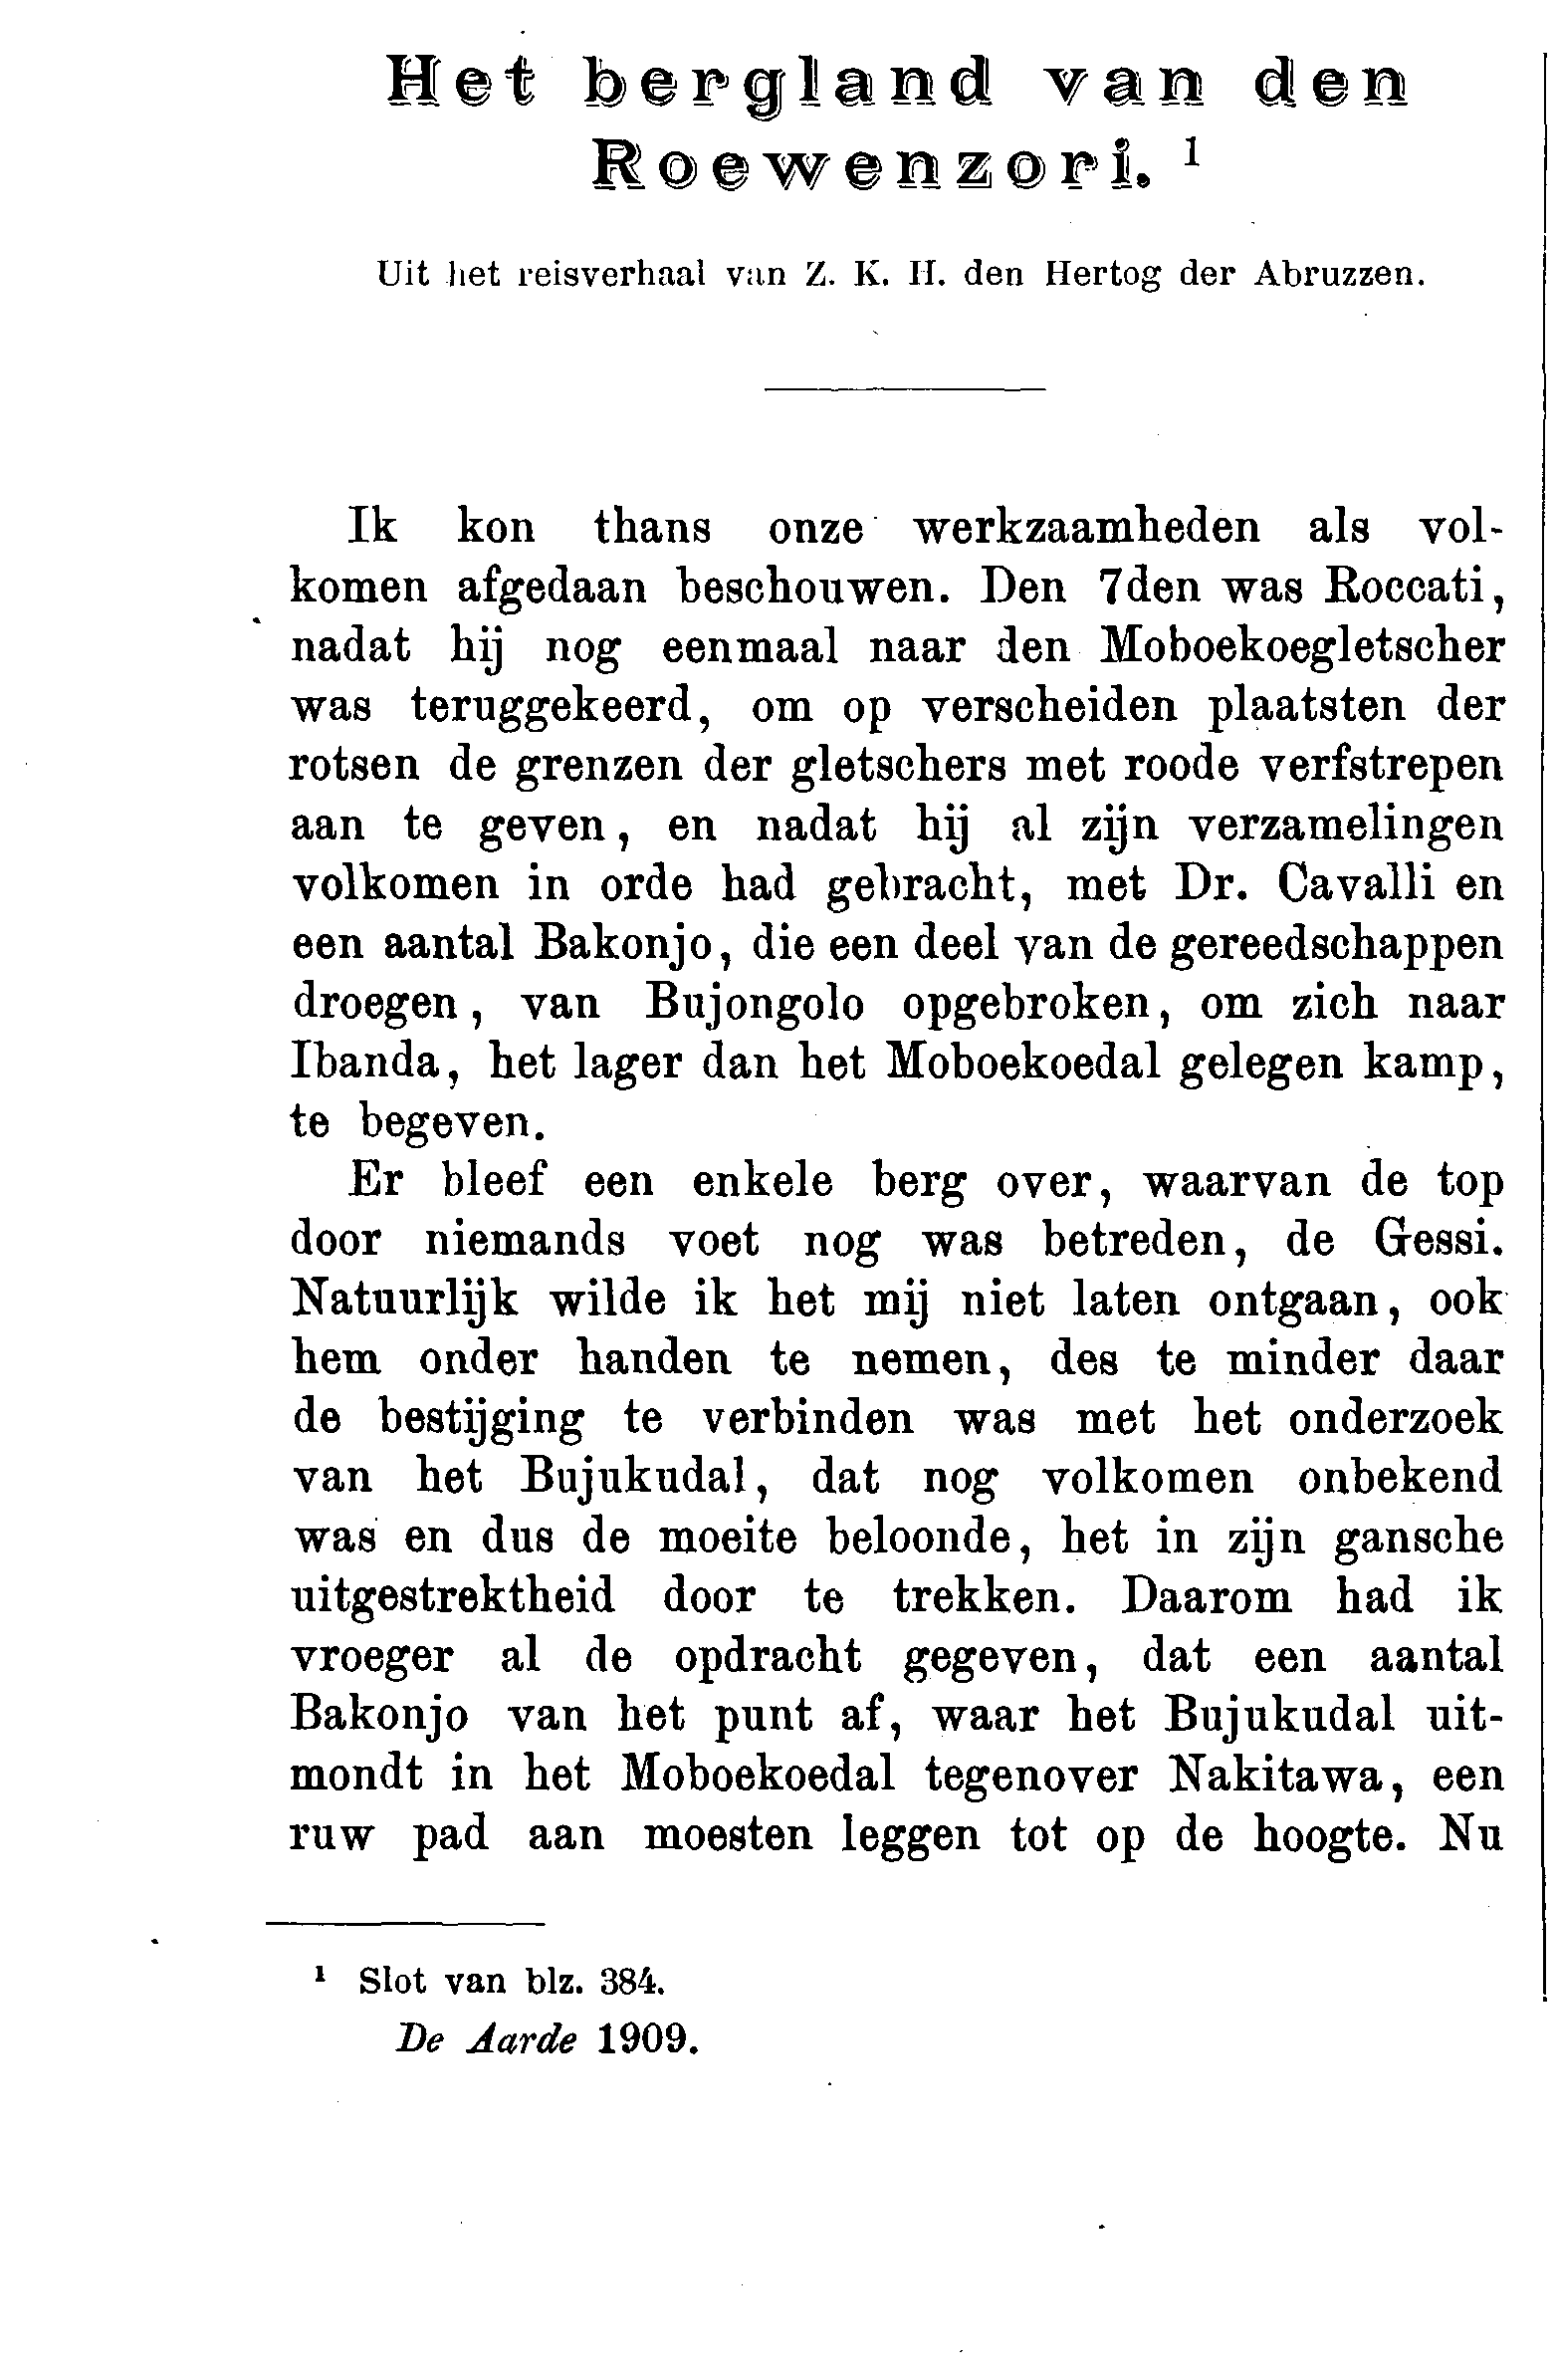 Het bergland van den
Roewenzori. ¹
Uit het reisverhaal van Z. K. H. den Hertog der Abruzzen.
Ik kon thans onze werkzaamheden als vol-
komen afgedaan beschouwen. Den 7den was Roccati,
nadat hij nog eenmaal naar den Moboekoegletscher
was teruggekeerd, om op verscheiden plaatsten der
rotsen de grenzen der gletschers met roode verfstrepen
aan te geven, en nadat hij al zijn verzamelingen
volkomen in orde had gebracht, met Dr. Cavalli en
een aantal Bakonjo, die een deel van de gereedschappen
droegen, van Bujongolo opgebroken, om zich naar
Ibanda, het lager dan het Moboekoedal gelegen kamp,
te begeven.
Er bleef een enkele berg over, waarvan de top
door niemands voet nog was betreden, de Gessi.
Natuurlijk wilde ik het mij niet laten ontgaan, ook
hem onder handen te nemen, des te minder daar
de bestijging te verbinden was met het onderzoek
van het Bujukudal, dat nog volkomen onbekend
was en dus de moeite beloonde, het in zijn gansche
uitgestrektheid door te trekken. Daarom had ik
vroeger al de opdracht gegeven, dat een aantal
Bakonjo van het punt af, waar het Bujukudal uit-
mondt in het Moboekoedal tegenover Nakitawa, een
ruw pad aan moesten leggen tot op de hoogte. Nu
¹ Slot van blz. 384.
De Aarde 1909.